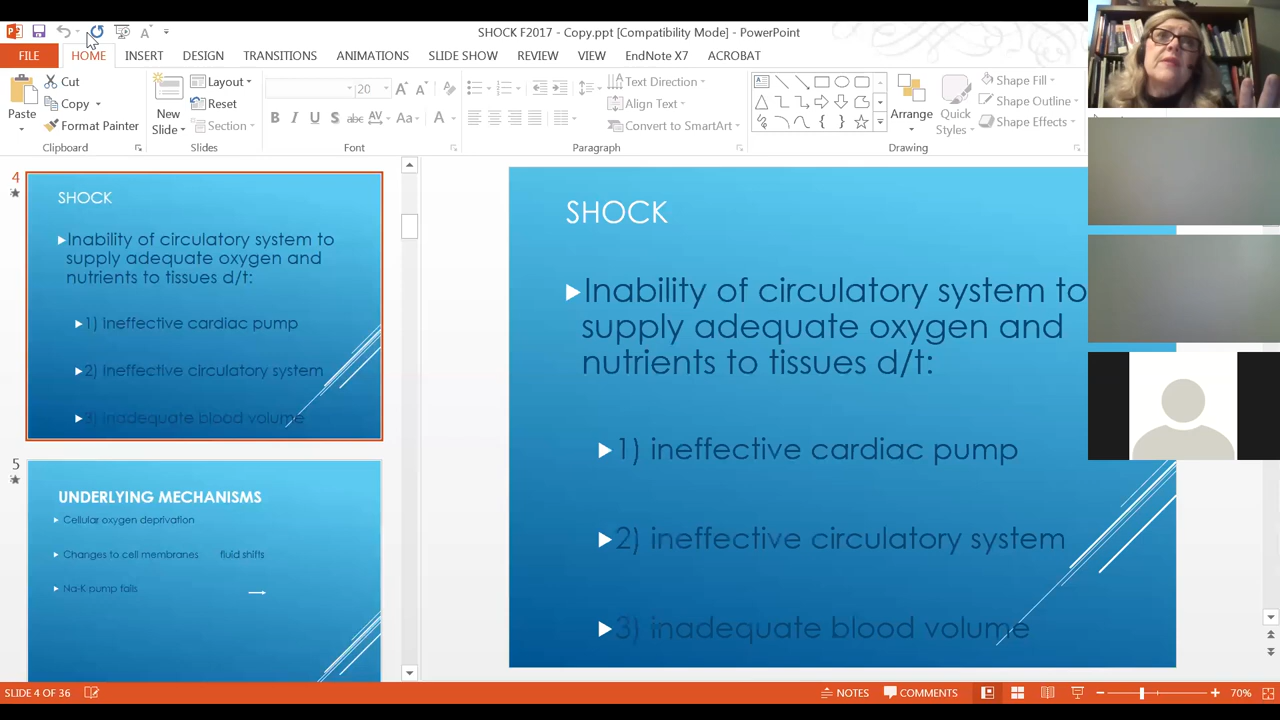 SHOCK F2017 - Copy.ppt [Compatibility Mode] - PowerPoint
FILE HOME INSERT DESIGN TRANSITIONS ANIMATIONS SLIDE SHOW REVIEW VIEW EndNote X7 ACROBAT
Paste
Cut
Copy
Format Painter
Clipboard
New
Slide
Layout
Reset
Slides
20
B U S abc AV Aa A
Font
Text Direction
Align Text
Convert to SmartArt
Paragraph
Arrange
Quick
Styles
Shape Fill
Shape Outline
Shape Effects
Drawing
4
SHOCK
Inability of circulatory system to
supply adequate oxygen and
nutrients to tissues d/t:
1) ineffective cardiac pump
2) ineffective circulatory system
3) inadequate blood volume
5
UNDERLYING MECHANISMS
Cellular oxygen deprivation
Changes to cell membranes fluid shifts
Na-K pump fails
SHOCK
Inability of circulatory system to
supply adequate oxygen and
nutrients to tissues d/t:
1) ineffective cardiac pump
2) ineffective circulatory system
3) inadequate blood volume
SLIDE 4 OF 36
NOTES COMMENTS 70%